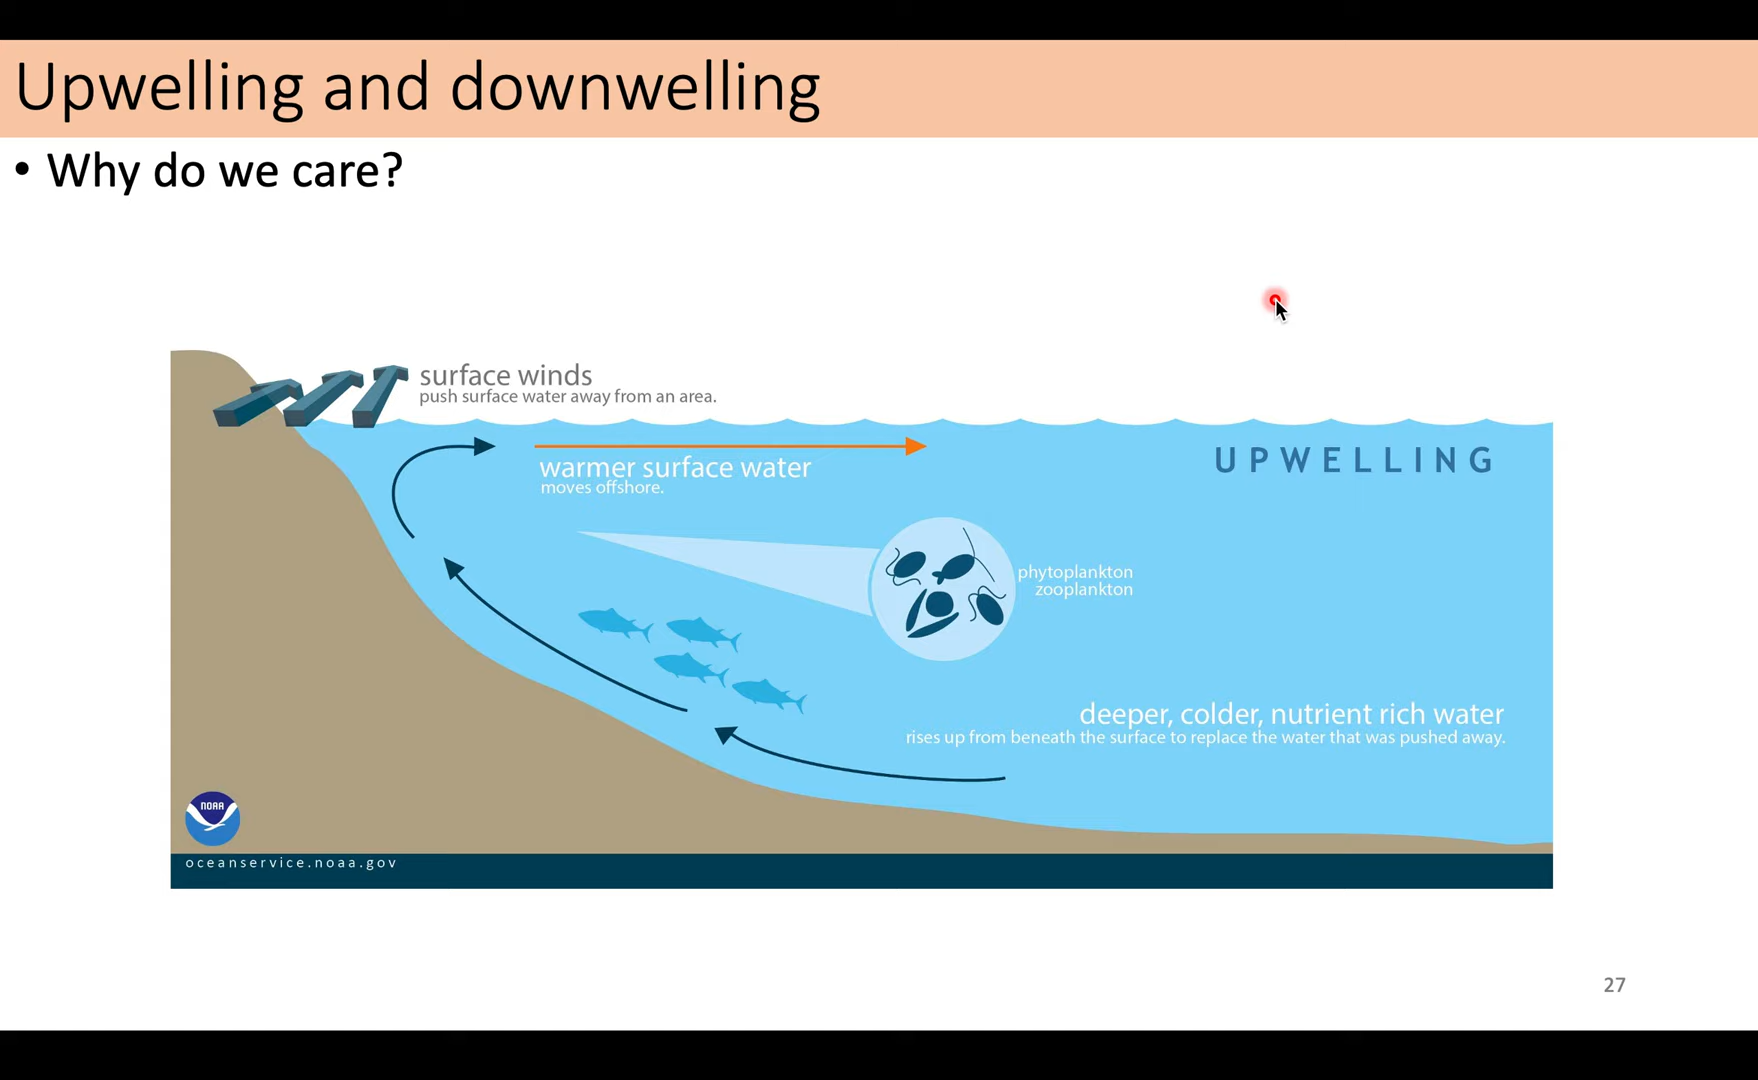 Upwelling and downwelling
• Why do we care?
surface winds
push surface water away from an area.
warmer surface water
moves offshore.
UPWELLING
phytoplankton
zooplankton
deeper, colder, nutrient rich water
rises up from beneath the surface to replace the water that was pushed away.
NOAA
oceanservice.noaa.gov
27